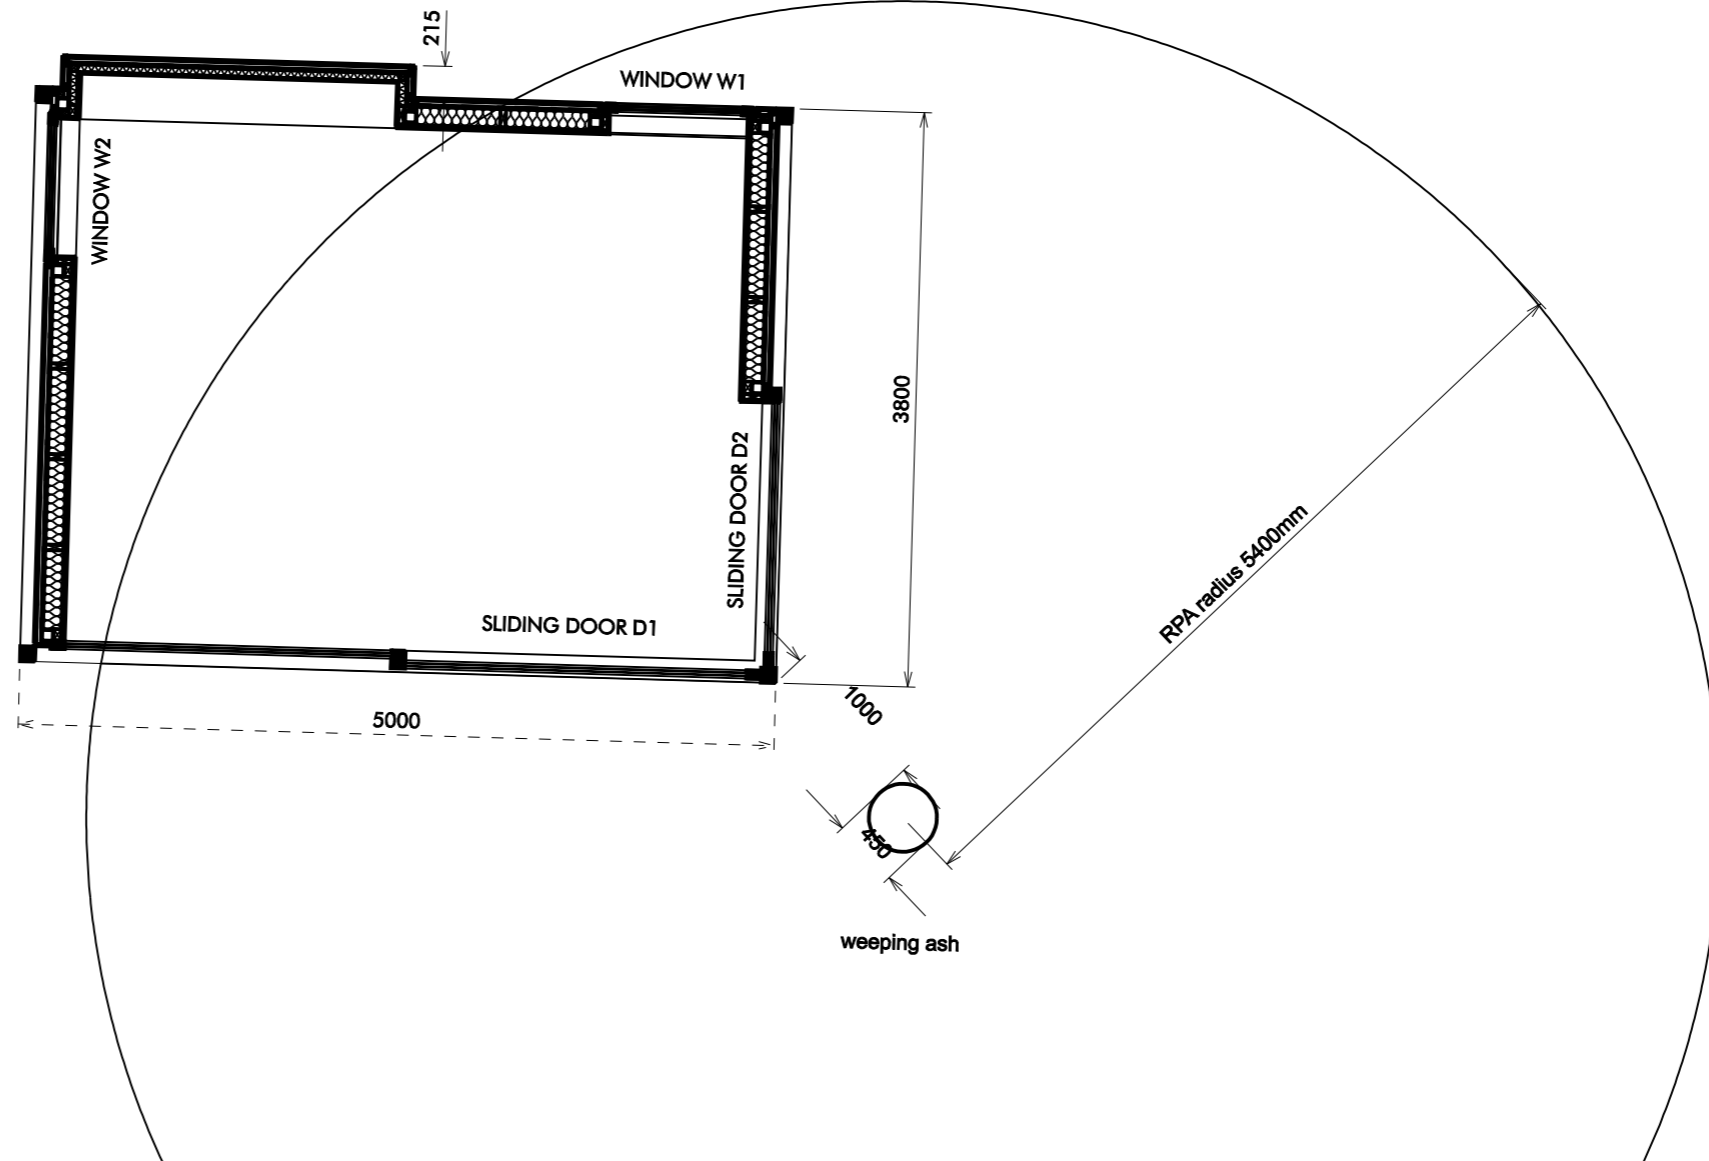 215
WINDOW W1
WINDOW W2
3800
SLIDING DOOR D2
RPA radius 5400mm
SLIDING DOOR D1
1000
5000
450
weeping ash